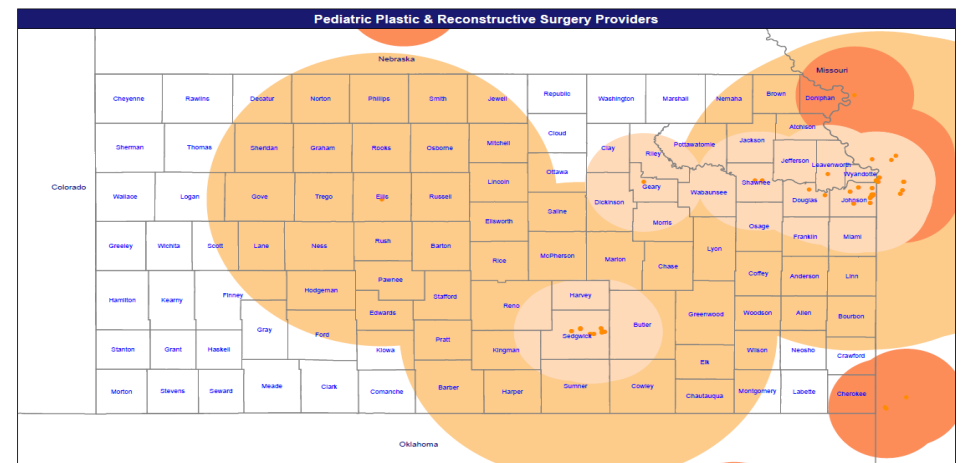 Pediatric Plastic & Reconstructive Surgery Providers
Nebraska
Missouri
Cheyenne Rawlins Decatur Norton Phillips Smith Jewell Republic Washington Marshall Nemaha Brown Doniphan
Atchison
Cloud
Sherman Thomas Sheridan Graham Rooks Osborne Mitchell Clay Riley Pottawatomie Jackson Jefferson Leavenworth
Ottawa Wyandotte
Colorado
Lincoln Geary Shawnee
Wallace Logan Gove Trego Ellis Russell Dickinson Wabaunsee Douglas Johnson
Saline
Ellsworth Morris Osage
Greeley Wichita Scott Lane Ness Rush Barton Lyon Franklin Miami
Rice McPherson Marion Chase
Pawnee Coffey Anderson Linn
Hamilton Kearny Finney Hodgeman Stafford Reno Harvey
Edwards Greenwood Woodson Allen Bourbon
Gray Ford Butler
Pratt Sedgwick
Stanton Grant Haskell Kiowa Kingman Wilson Neosho Crawford
Elk
Morton Stevens Seward Meade Clark Comanche Barber Harper Sumner Cowley Chautauqua Montgomery Labette Cherokee
Oklahoma